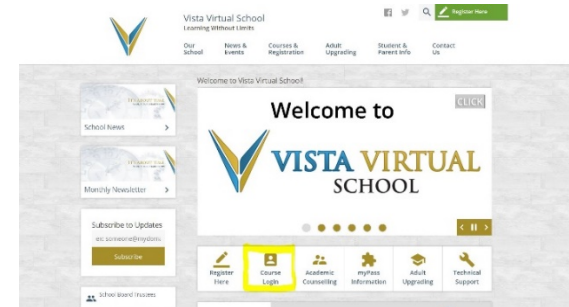 Vista Virtual School
Learning Without Limits
Register Here
Our School
News & Events
Courses & Registration
Adult Upgrading
Student & Parent Info
Contact Us
Welcome to Vista Virtual School!
School News >
Monthly Newsletter >
Subscribe to Updates
Subscribe
School Board Trustees
Welcome to
CLICK
VISTA VIRTUAL
SCHOOL
Register Here
Course Login
Academic Counselling
myPass Information
Adult Upgrading
Technical Support